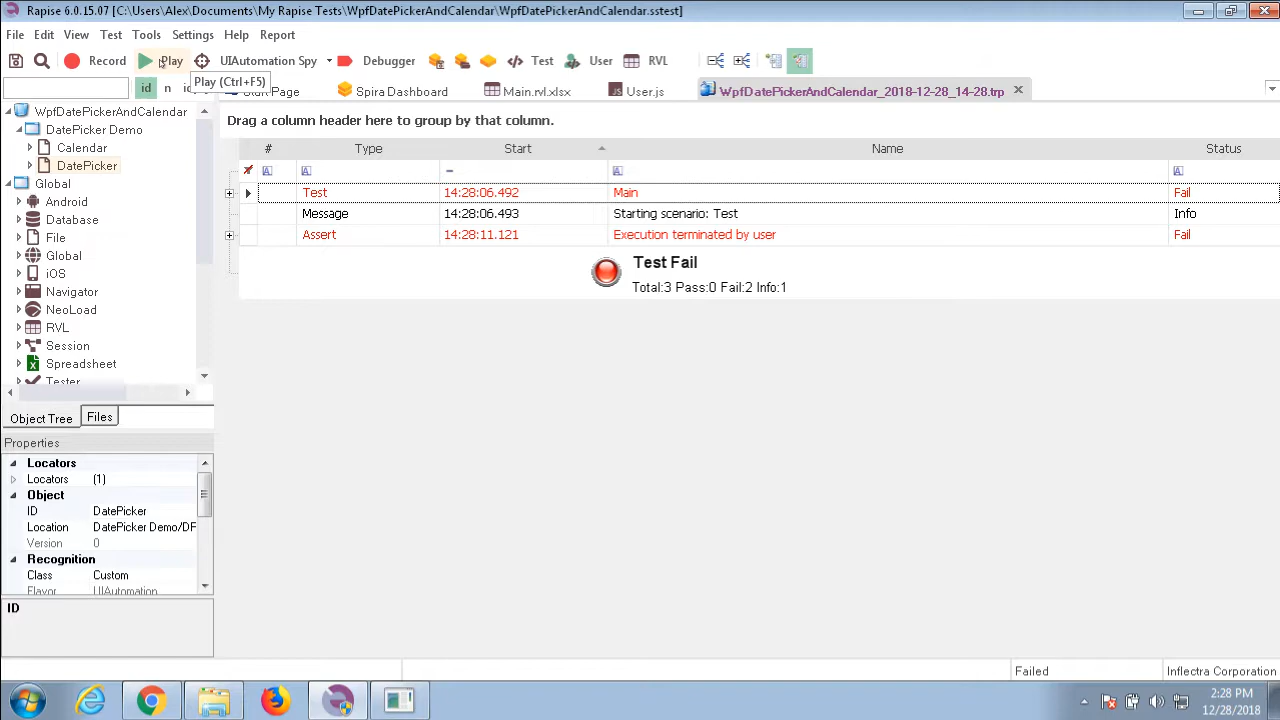 Rapise 6.0.15.07 [C:\Users\Alex\Documents\My Rapise Tests\WpfDatePickerAndCalendar\WpfDatePickerAndCalendar.sstest]
File Edit View Test Tools Settings Help Report
Record Play UIAutomation Spy Debugger Test User RVL
Play (Ctrl+F5)
id n Page Spira Dashboard Main.rvl.xlsx User.js WpfDatePickerAndCalendar_2018-12-28_14-28.trp
WpfDatePickerAndCalendar
DatePicker Demo
Calendar
DatePicker
Global
Android
Database
File
Global
iOS
Navigator
NeoLoad
RVL
Session
Spreadsheet
Tester
Object Tree Files
Properties
Locators
Locators (1)
Object
ID DatePicker
Location DatePicker Demo/DF
Version 0
Recognition
Class Custom
Flavor UIAutomation
ID
Drag a column header here to group by that column.
# Type Start Name Status
Test 14:28:06.492 Main Fail
Message 14:28:06.493 Starting scenario: Test Info
Assert 14:28:11.121 Execution terminated by user Fail
Test Fail
Total:3 Pass:0 Fail:2 Info:1
Failed Inflectra Corporation
2:28 PM
12/28/2018